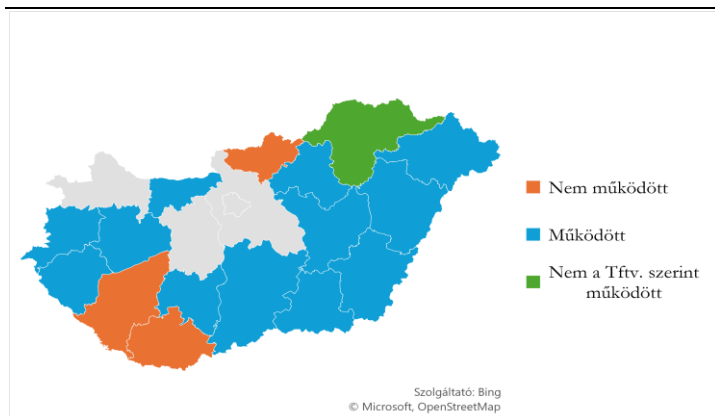 Nem működött
Működött
Nem a Tftv. szerint
működött
Szolgáltató: Bing
© Microsoft, OpenStreetMap